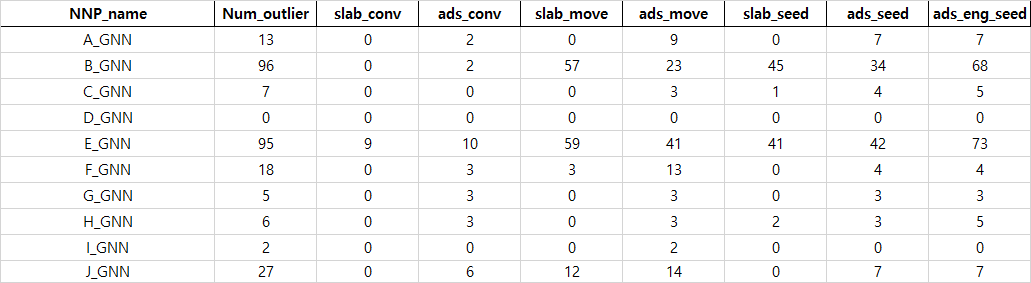 NNP_name Num_outlier slab_conv ads_conv slab_move ads_move slab_seed ads_seed ads_eng_seed
A_GNN 13 0 2 0 9 0 7 7
B_GNN 96 0 2 57 23 45 34 68
C_GNN 7 0 0 0 3 1 4 5
D_GNN 0 0 0 0 0 0 0 0
E_GNN 95 9 10 59 41 41 42 73
F_GNN 18 0 3 3 13 0 4 4
G_GNN 5 0 3 0 3 0 3 3
H_GNN 6 0 3 0 3 2 3 5
I_GNN 2 0 0 0 2 0 0 0
J_GNN 27 0 6 12 14 0 7 7